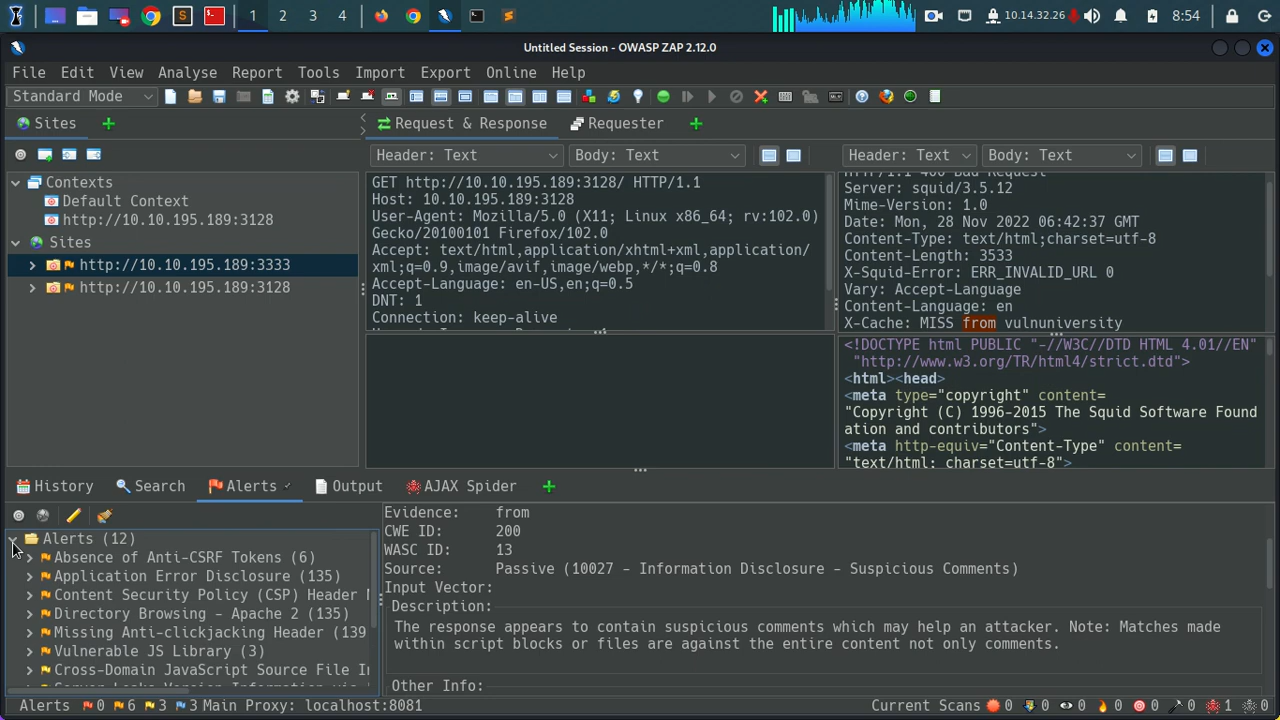 1 2 3 4 10.14.32.26 8:54
Untitled Session - OWASP ZAP 2.12.0
File Edit View Analyse Report Tools Import Export Online Help
Standard Mode
Sites
Request & Response Requester
Header: Text Body: Text Header: Text Body: Text
Contexts
Default Context
http://10.10.195.189:3128
Sites
http://10.10.195.189:3333
http://10.10.195.189:3128
GET http://10.10.195.189:3128/ HTTP/1.1
Host: 10.10.195.189:3128
User-Agent: Mozilla/5.0 (X11; Linux x86_64; rv:102.0)
Gecko/20100101 Firefox/102.0
Accept: text/html,application/xhtml+xml,application/
xml;q=0.9,image/avif,image/webp,*/*;q=0.8
Accept-Language: en-US,en;q=0.5
DNT: 1
Connection: keep-alive
HTTP/1.1 400 Bad Request
Server: squid/3.5.12
Mime-Version: 1.0
Date: Mon, 28 Nov 2022 06:42:37 GMT
Content-Type: text/html;charset=utf-8
Content-Length: 3533
X-Squid-Error: ERR_INVALID_URL 0
Vary: Accept-Language
Content-Language: en
X-Cache: MISS from vulnuniversity
<!DOCTYPE html PUBLIC "-//W3C//DTD HTML 4.01//EN"
"http://www.w3.org/TR/html4/strict.dtd">
<html><head>
<meta type="copyright" content=
"Copyright (C) 1996-2015 The Squid Software Found
ation and contributors">
<meta http-equiv="Content-Type" content=
"text/html; charset=utf-8">
History Search Alerts Output AJAX Spider
Alerts (12)
Absence of Anti-CSRF Tokens (6)
Application Error Disclosure (135)
Content Security Policy (CSP) Header
Directory Browsing - Apache 2 (135)
Missing Anti-clickjacking Header (139
Vulnerable JS Library (3)
Cross-Domain JavaScript Source File
Evidence: from
CWE ID: 200
WASC ID: 13
Source: Passive (10027 - Information Disclosure - Suspicious Comments)
Input Vector:
Description:
The response appears to contain suspicious comments which may help an attacker. Note: Matches made
within script blocks or files are against the entire content not only comments.
Other Info:
Alerts 0 6 3 3 Main Proxy: localhost:8081 Current Scans 0 0 0 0 0 0 1 0